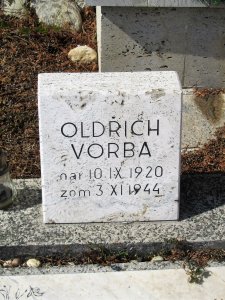 OLDRICH
VORBA
nar 10.IX.1920
zom 3.XI.1944